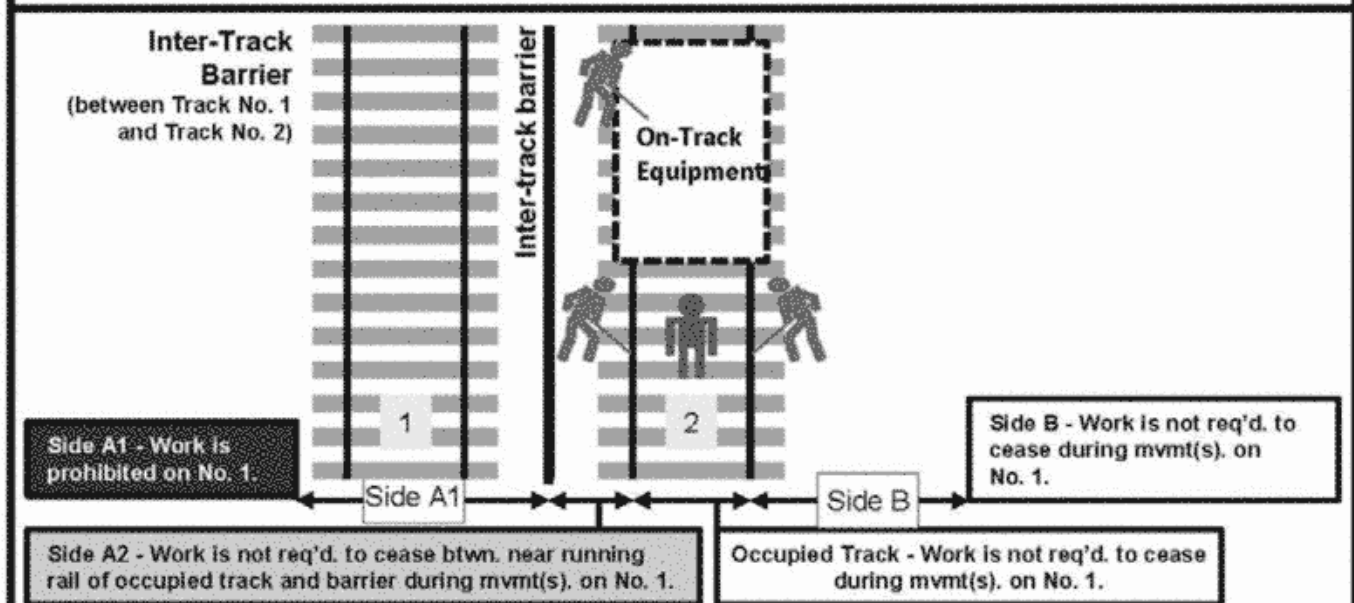 Inter-Track
Barrier
(between Track No. 1
and Track No. 2)
Inter-track barrier
On-Track
Equipment
1
2
Side A1 - Work is
prohibited on No. 1.
Side A1
Side B
Side B - Work is not req'd. to
cease during mvmt(s). on
No. 1.
Side A2 - Work is not req'd. to cease btwn. near running
rail of occupied track and barrier during mvmt(s). on No. 1.
Occupied Track - Work is not req'd. to cease
during mvmt(s). on No. 1.